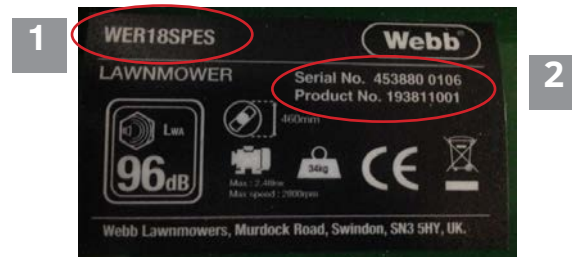 1
WER18SPES
Webb
LAWNMOWER
Serial No. 453880 0106
Product No. 193811001
2
LWA
96dB
460mm
34kg
CE
Max : 2.48kw
Max speed : 2800rpm
Webb Lawnmowers, Murdock Road, Swindon, SN3 5HY, UK.